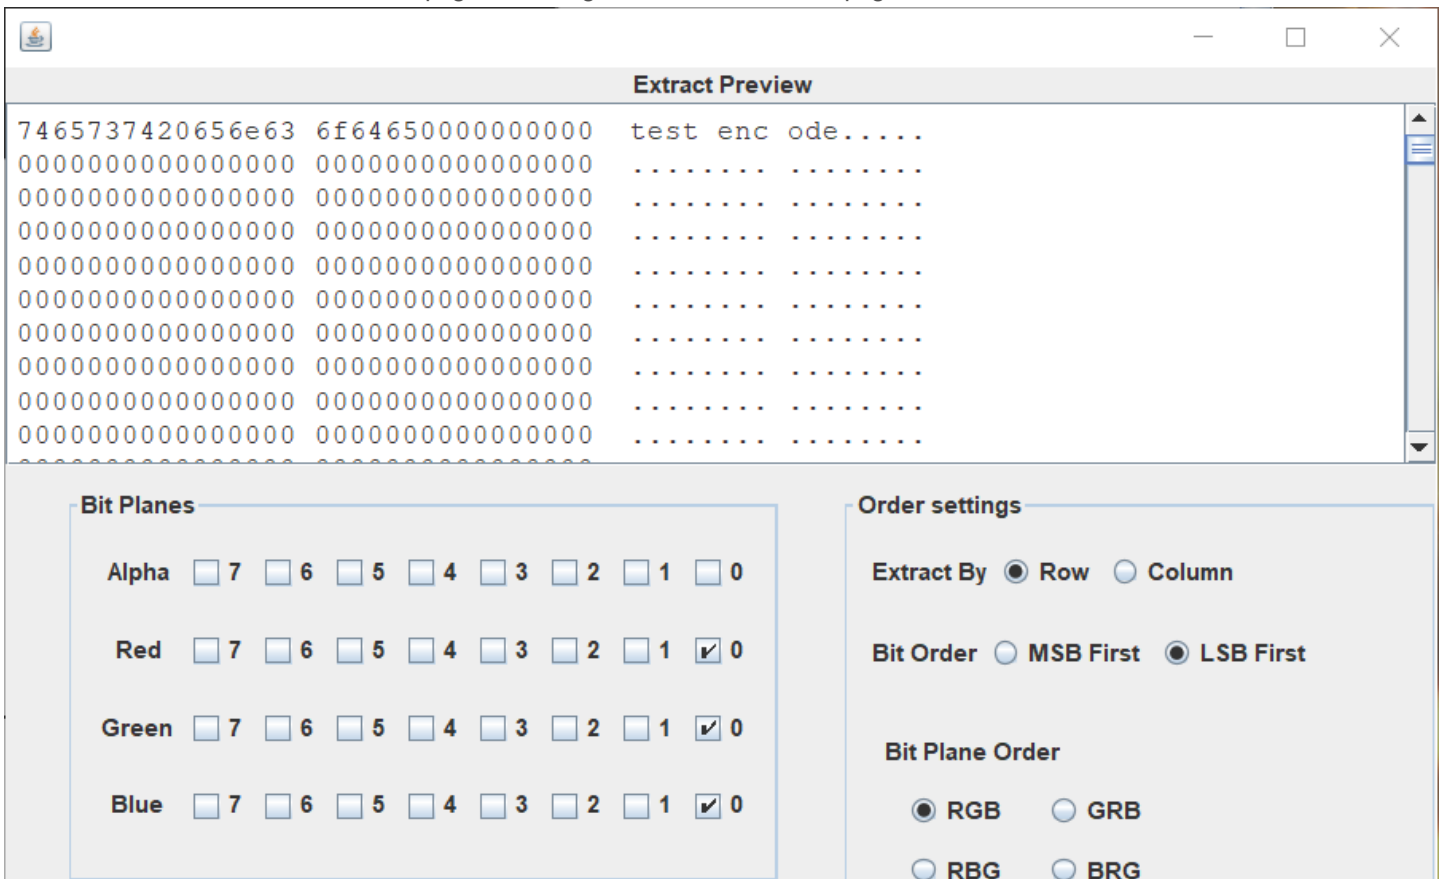 Extract Preview
7465737420656e63 6f64650000000000 test enc ode.....
0000000000000000 0000000000000000 ........ ........
0000000000000000 0000000000000000 ........ ........
0000000000000000 0000000000000000 ........ ........
0000000000000000 0000000000000000 ........ ........
0000000000000000 0000000000000000 ........ ........
0000000000000000 0000000000000000 ........ ........
0000000000000000 0000000000000000 ........ ........
0000000000000000 0000000000000000 ........ ........
0000000000000000 0000000000000000 ........ ........
Bit Planes
Alpha 7 6 5 4 3 2 1 0
Red 7 6 5 4 3 2 1 0
Green 7 6 5 4 3 2 1 0
Blue 7 6 5 4 3 2 1 0
Order settings
Extract By Row Column
Bit Order MSB First LSB First
Bit Plane Order
RGB GRB
RBG BRG